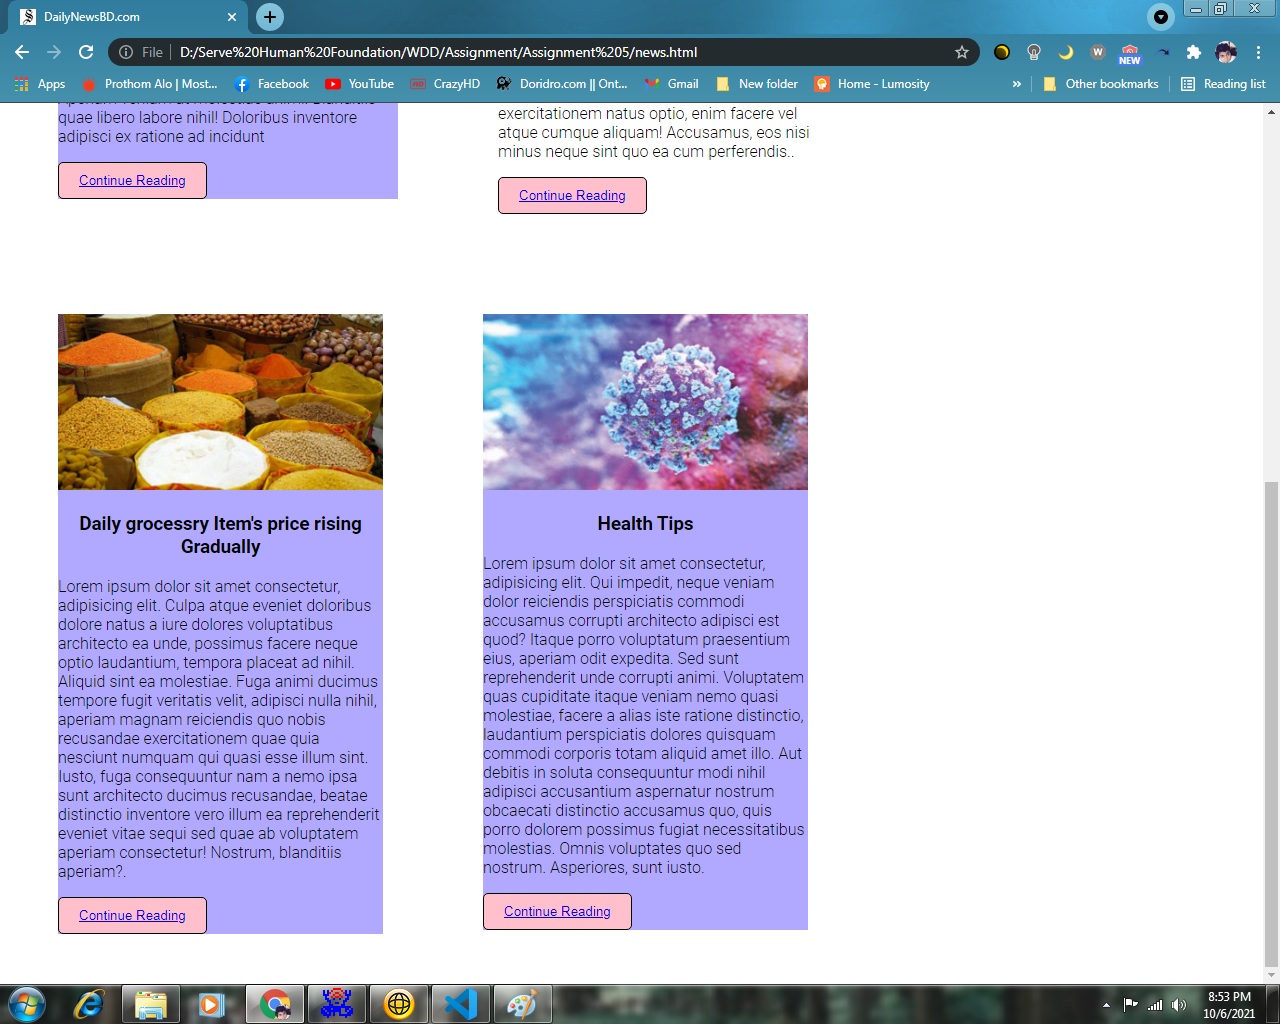 DailyNewsBD.com
File | D:/Serve%20Human%20Foundation/WDD/Assignment/Assignment%205/news.html
W
NEW
Apps
Prothom Alo | Most...
Facebook
YouTube
CrazyHD
Doridro.com || Ont...
Gmail
New folder
Home - Lumosity
»
Other bookmarks
Reading list
quae libero labore nihil! Doloribus inventore
adipisci ex ratione ad incidunt
Continue Reading
exercitationem natus optio, enim facere vel
atque cumque aliquam! Accusamus, eos nisi
minus neque sint quo ea cum perferendis..
Continue Reading
Daily grocessry Item's price rising
Gradually
Lorem ipsum dolor sit amet consectetur,
adipisicing elit. Culpa atque eveniet doloribus
dolore natus a iure dolores voluptatibus
architecto ea unde, possimus facere neque
optio laudantium, tempora placeat ad nihil.
Aliquid sint ea molestiae. Fuga animi ducimus
tempore fugit veritatis velit, adipisci nulla nihil,
aperiam magnam reiciendis quo nobis
recusandae exercitationem quae quia
nesciunt numquam qui quasi esse illum sint.
Iusto, fuga consequuntur nam a nemo ipsa
sunt architecto ducimus recusandae, beatae
distinctio inventore vero illum ea reprehenderit
eveniet vitae sequi sed quae ab voluptatem
aperiam consectetur! Nostrum, blanditiis
aperiam?.
Continue Reading
Health Tips
Lorem ipsum dolor sit amet consectetur,
adipisicing elit. Qui impedit, neque veniam
dolor reiciendis perspiciatis commodi
accusamus corrupti architecto adipisci est
quod? Itaque porro voluptatum praesentium
eius, aperiam odit expedita. Sed sunt
reprehenderit unde corrupti animi. Voluptatem
quas cupiditate itaque veniam nemo quasi
molestiae, facere a alias iste ratione distinctio,
laudantium perspiciatis dolores quisquam
commodi corporis totam aliquid amet illo. Aut
debitis in soluta consequuntur modi nihil
adipisci accusantium aspernatur nostrum
obcaecati distinctio accusamus quo, quis
porro dolorem possimus fugiat necessitatibus
molestias. Omnis voluptates quo sed
nostrum. Asperiores, sunt iusto.
Continue Reading
8:53 PM
10/6/2021